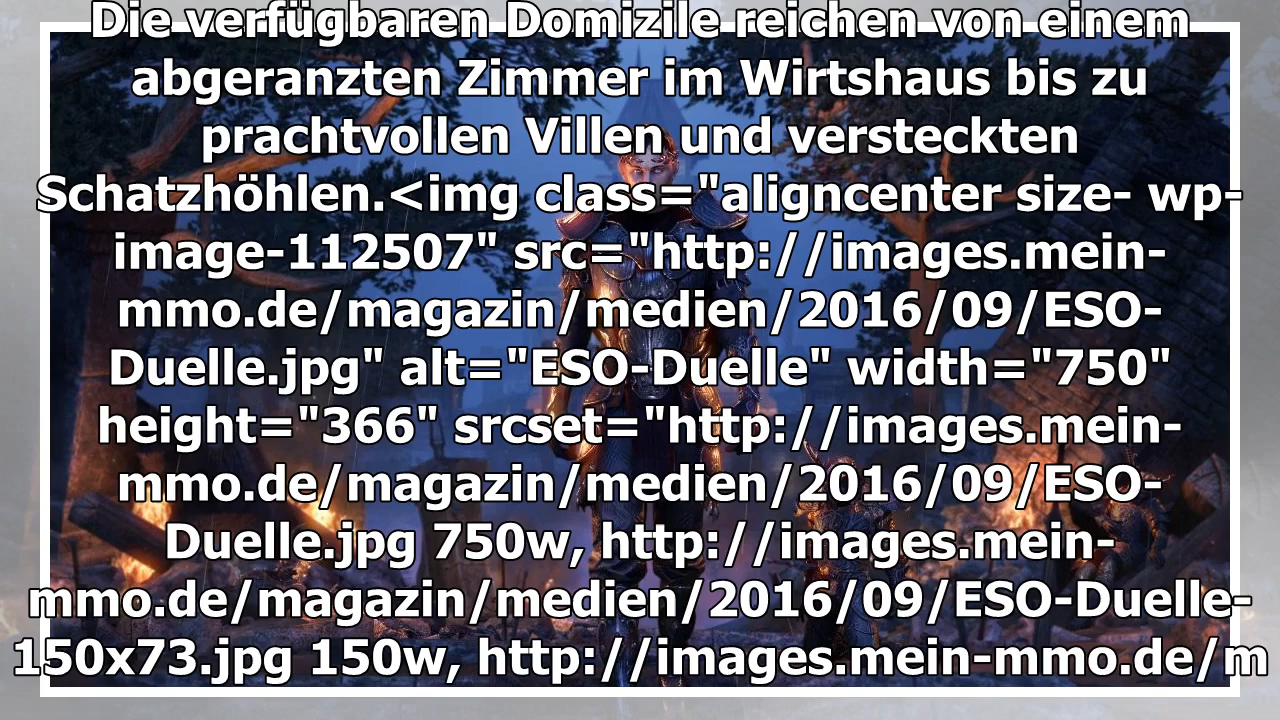 Die verfügbaren Domizile reichen von einem
abgeranzten Zimmer im Wirtshaus bis zu
prachtvollen Villen und versteckten
Schatzhöhlen.<img class="aligncenter size- wp-
image-112507" src="http://images.mein-
mmo.de/magazin/medien/2016/09/ESO-
Duelle.jpg" alt="ESO-Duelle" width="750"
height="366" srcset="http://images.mein-
mmo.de/magazin/medien/2016/09/ESO-
Duelle.jpg 750w, http://images.mein-
mmo.de/magazin/medien/2016/09/ESO-Duelle-
150x73.jpg 150w, http://images.mein-mmo.de/m